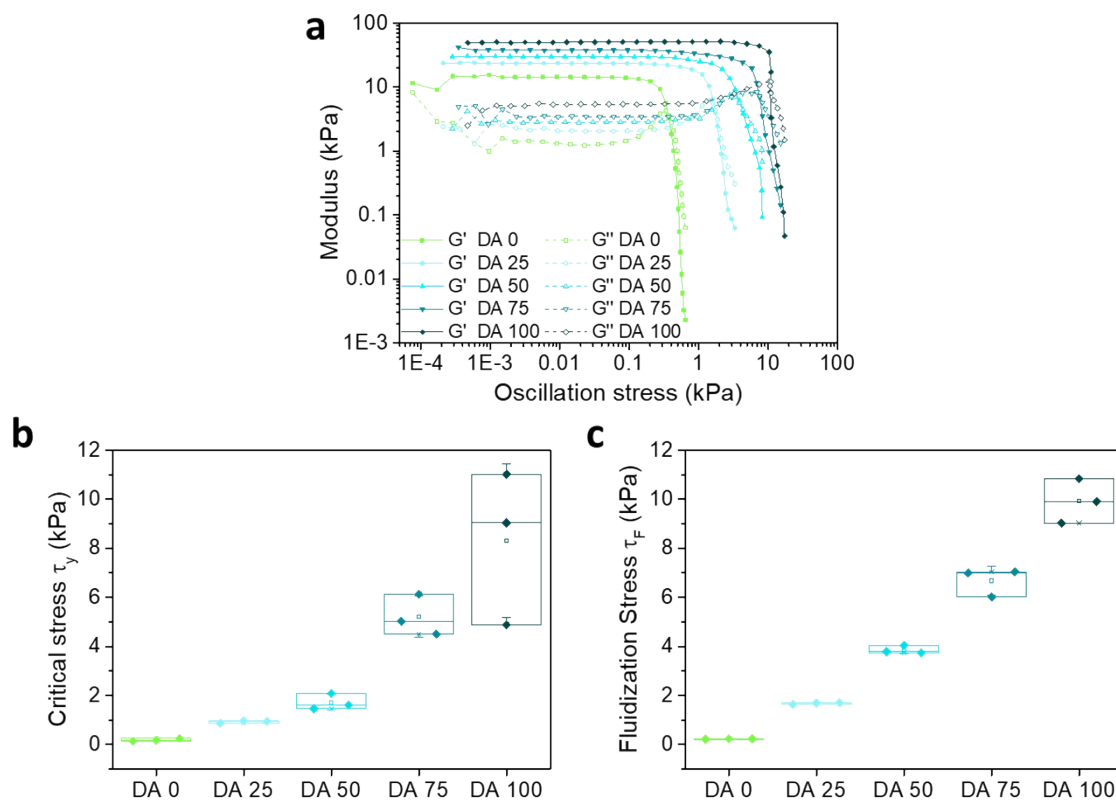 a
100
10
1
0.1
0.01
1E-3
Modulus (kPa)
G' DA 0 G'' DA 0
G' DA 25 G'' DA 25
G' DA 50 G'' DA 50
G' DA 75 G'' DA 75
G' DA 100 G'' DA 100
1E-4 1E-3 0.01 0.1 1 10 100
Oscillation stress (kPa)
b
12
10
8
6
4
2
0
Critical stress τy (kPa)
DA 0 DA 25 DA 50 DA 75 DA 100
c
12
10
8
6
4
2
0
Fluidization Stress τF (kPa)
DA 0 DA 25 DA 50 DA 75 DA 100